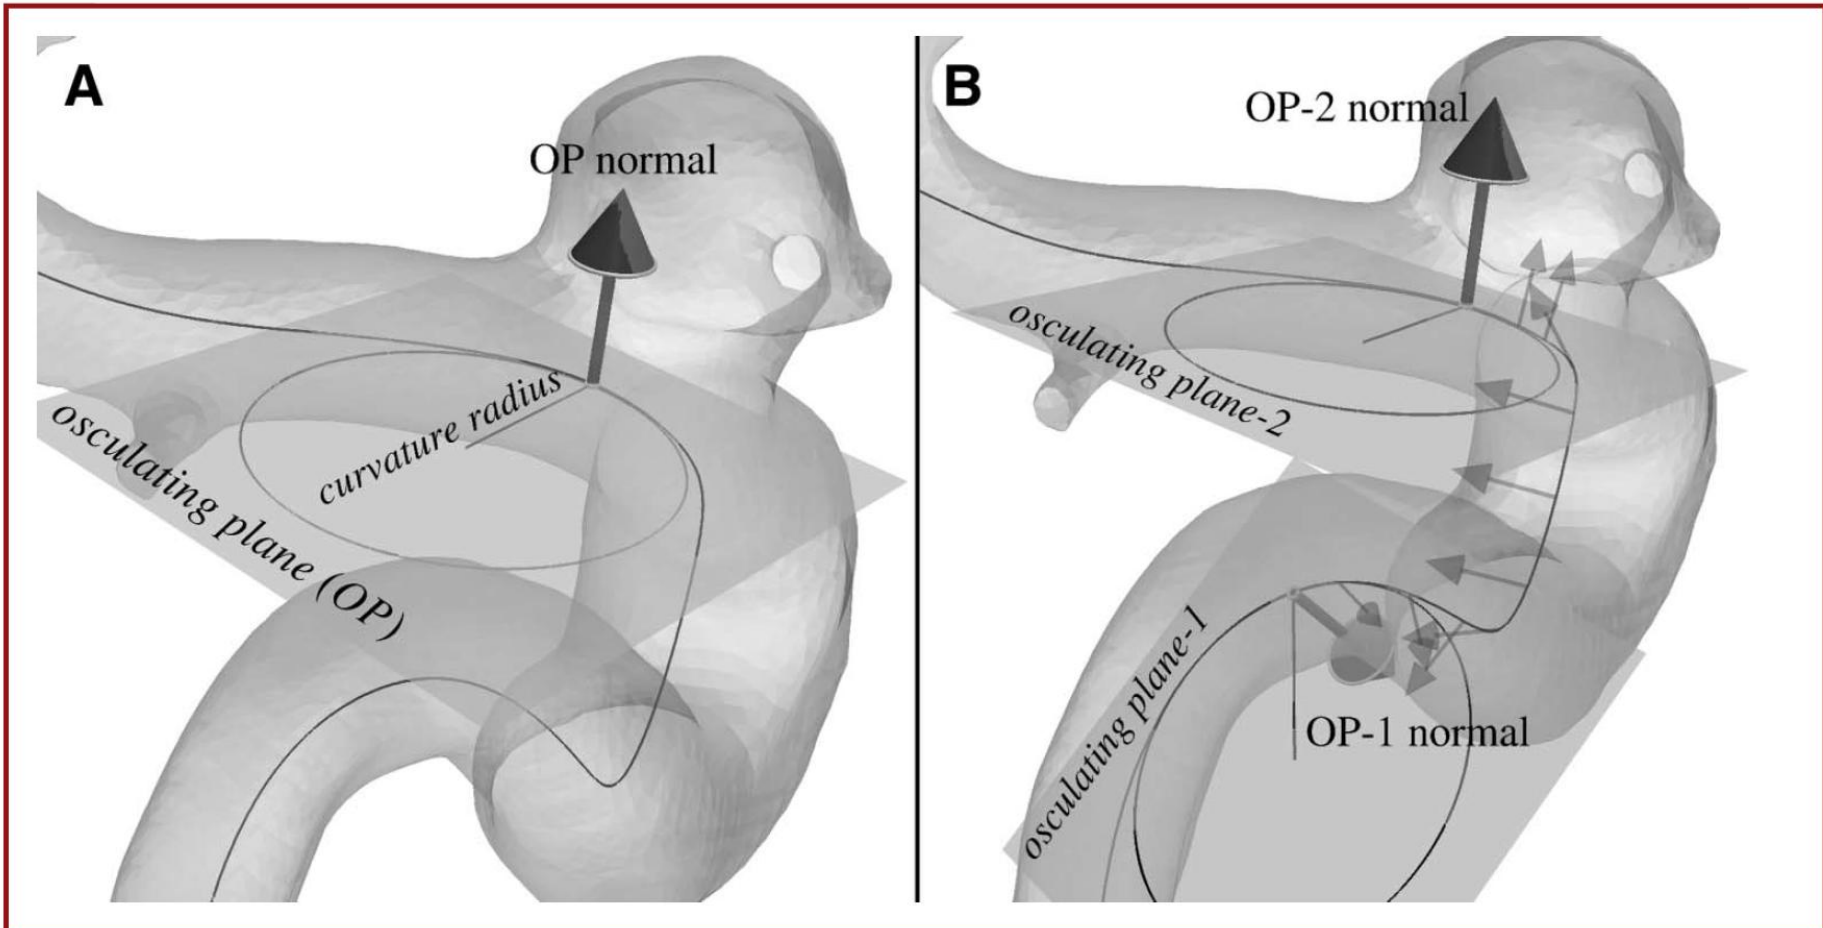 A
OP normal
curvature radius
osculating plane (OP)
B
OP-2 normal
osculating plane-2
osculating plane-1
OP-1 normal